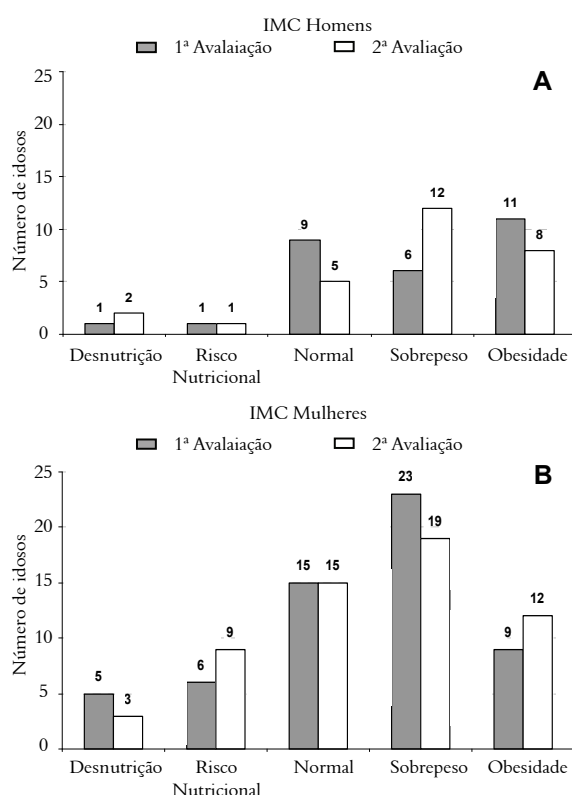 IMC Homens
1ª Avalaiação 2ª Avaliação
A
Número de idosos
25
20
15
10
5
0
1 2 1 1 9 5 6 12 11 8
Desnutrição Risco Nutricional Normal Sobrepeso Obesidade
IMC Mulheres
1ª Avalaiação 2ª Avaliação
B
Número de idosos
25
20
15
10
5
0
5 3 6 9 15 15 23 19 9 12
Desnutrição Risco Nutricional Normal Sobrepeso Obesidade